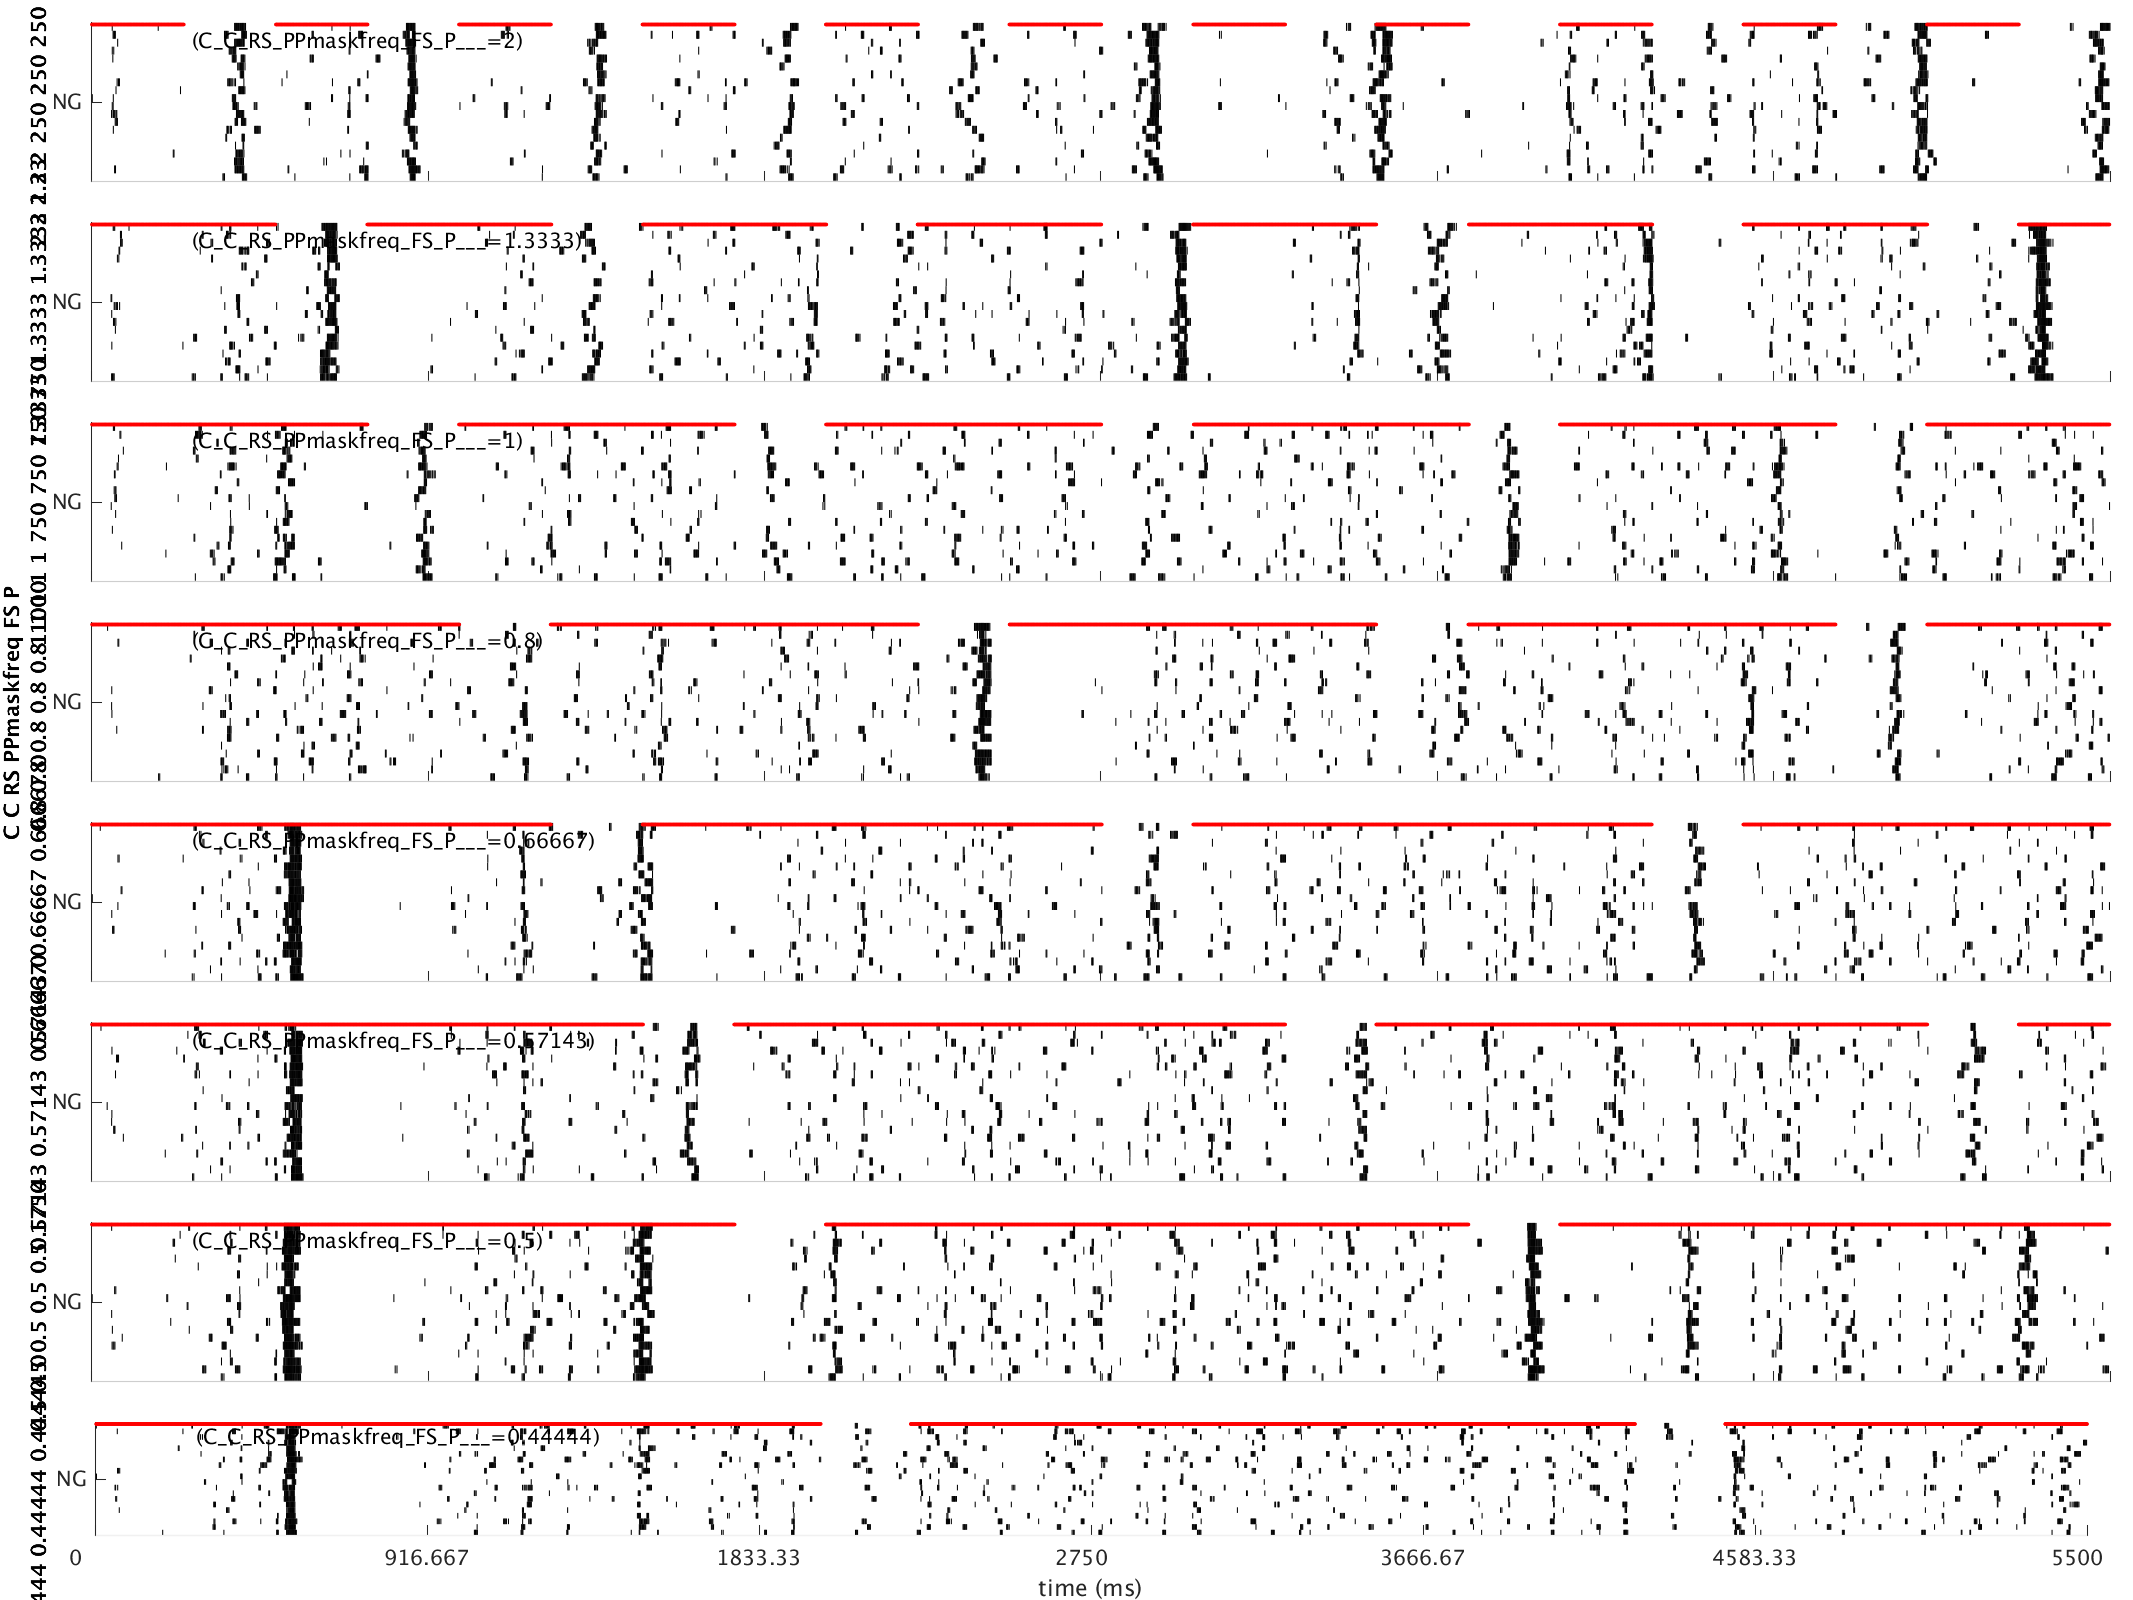 (C_C_RS_PPmaskfreq_FS_P___=2)
NG
(C_C_RS_PPmaskfreq_FS_P___=1.3333)
NG
(C_C_RS_PPmaskfreq_FS_P___=1)
NG
(C_C_RS_PPmaskfreq_FS_P___=0.8)
NG
(C_C_RS_PPmaskfreq_FS_P___=0.66667)
NG
(C_C_RS_PPmaskfreq_FS_P___=0.57143)
NG
(C_C_RS_PPmaskfreq_FS_P___=0.5)
NG
(C_C_RS_PPmaskfreq_FS_P___=0.44444)
NG
0 916.667 1833.33 2750 3666.67 4583.33 5500
time (ms)
C C RS PPmaskfreq FS P